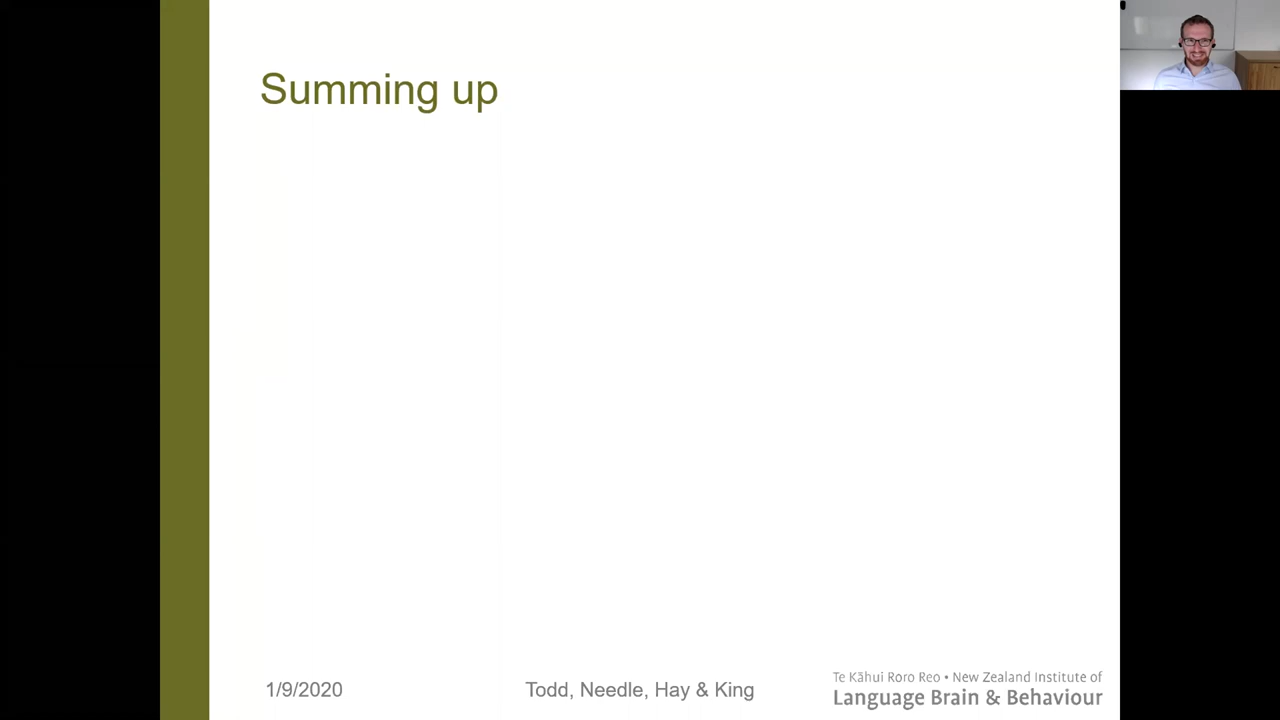 Summing up
1/9/2020
Todd, Needle, Hay & King
Te Kāhui Roro Reo • New Zealand Institute of
Language Brain & Behaviour